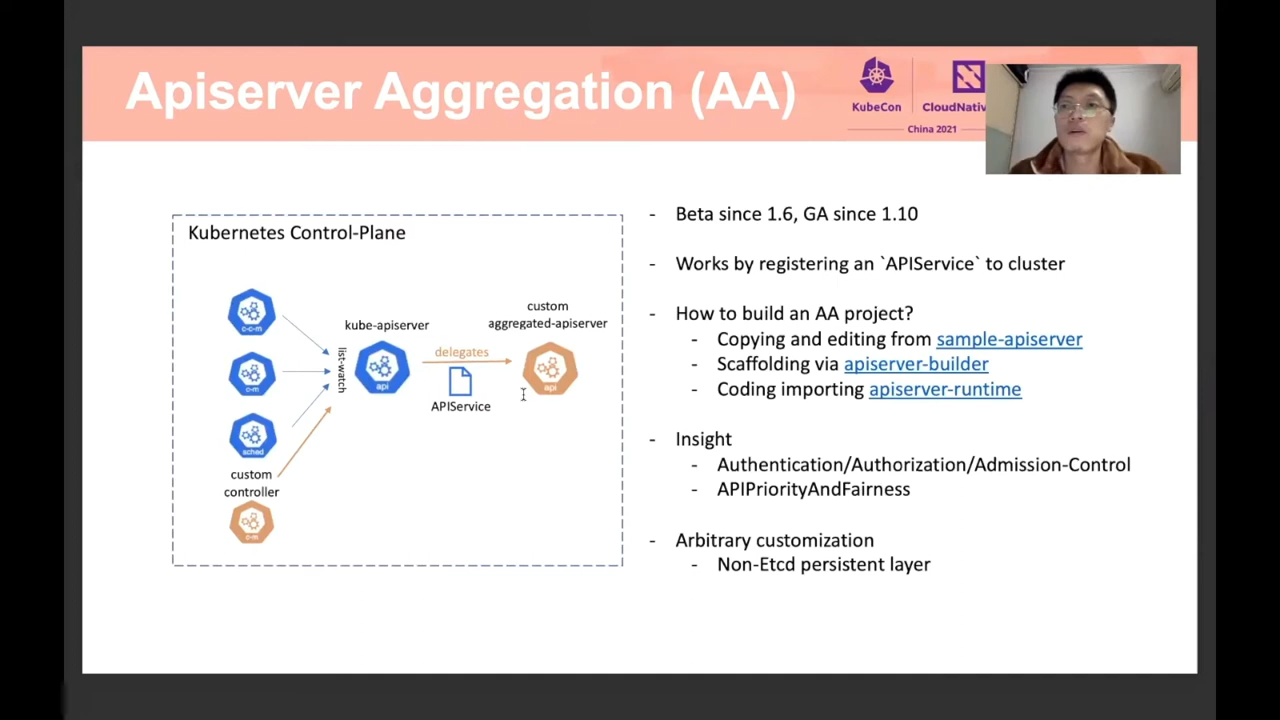 Apiserver Aggregation (AA)
KubeCon
CloudNativ
China 2021
Kubernetes Control-Plane
c-c-m
c-m
sched
custom
controller
c-m
list-watch
kube-apiserver
api
delegates
APIService
custom
aggregated-apiserver
api
- Beta since 1.6, GA since 1.10
- Works by registering an `APIService` to cluster
- How to build an AA project?
- Copying and editing from sample-apiserver
- Scaffolding via apiserver-builder
- Coding importing apiserver-runtime
- Insight
- Authentication/Authorization/Admission-Control
- APIPriorityAndFairness
- Arbitrary customization
- Non-Etcd persistent layer